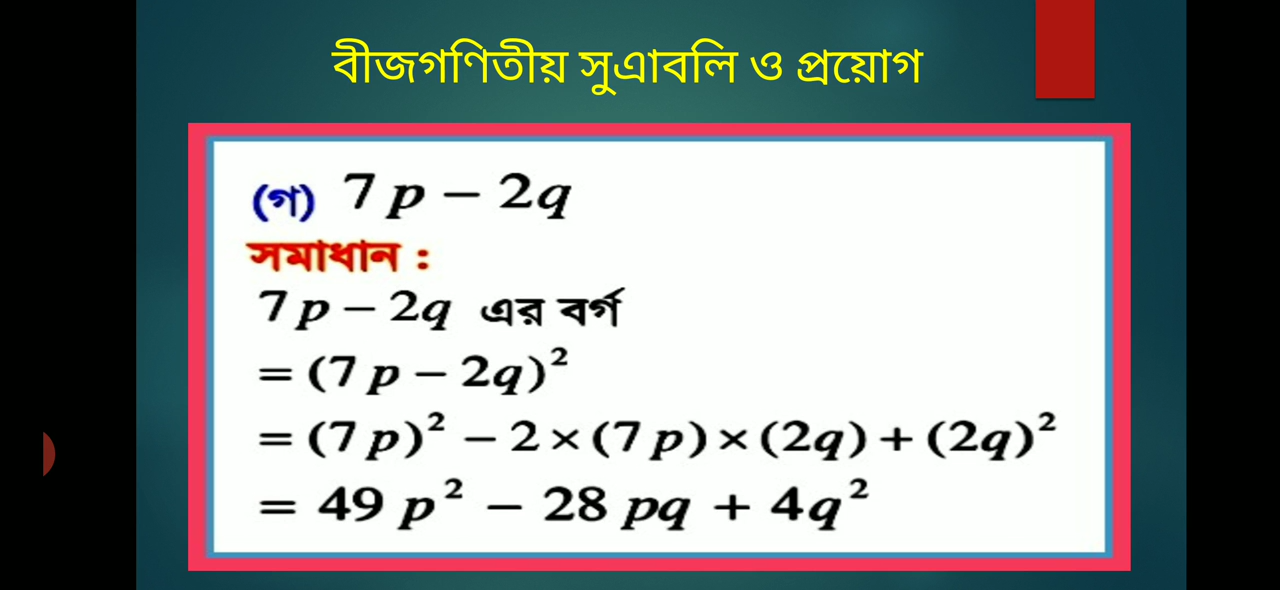 বীজগণিতীয় সুএাবলি ও প্রয়োগ
(গ) 7p − 2q
সমাধান :
7p − 2q এর বর্গ
= (7p − 2q)²
= (7p)² − 2×(7p)×(2q)+(2q)²
= 49p² − 28pq + 4q²